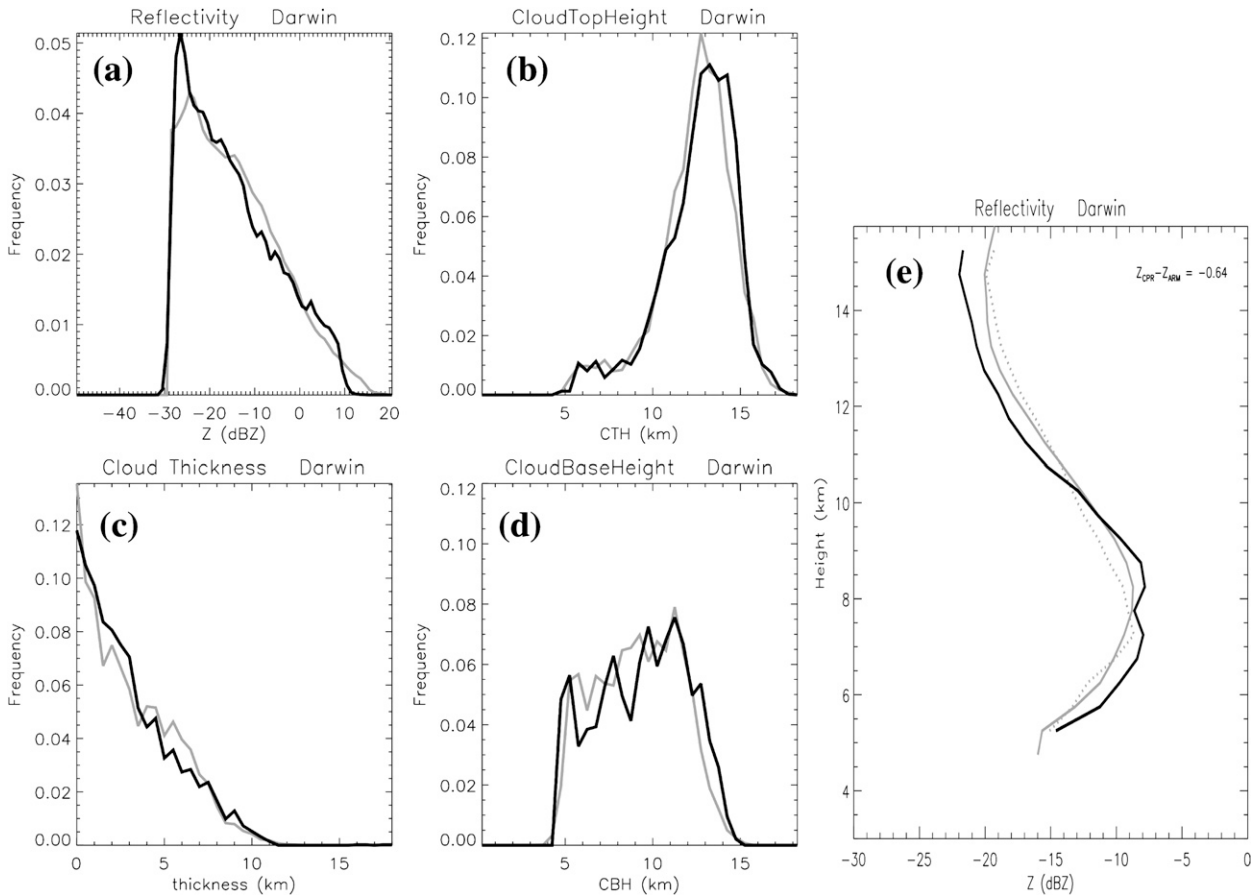 Reflectivity Darwin
(a)
0.05
0.04
0.03
0.02
0.01
0.00
Frequency
-40 -30 -20 -10 0 10 20
Z (dBZ)
CloudTopHeight Darwin
(b)
0.12
0.10
0.08
0.06
0.04
0.02
0.00
Frequency
5 10 15
CTH (km)
Cloud Thickness Darwin
(c)
0.12
0.10
0.08
0.06
0.04
0.02
0.00
Frequency
0 5 10 15
thickness (km)
CloudBaseHeight Darwin
(d)
0.12
0.10
0.08
0.06
0.04
0.02
0.00
Frequency
5 10 15
CBH (km)
Reflectivity Darwin
(e)
Z_CPR-Z_ARM = -0.64
14
12
10
8
6
4
Height (km)
-30 -25 -20 -15 -10 -5 0
Z (dBZ)